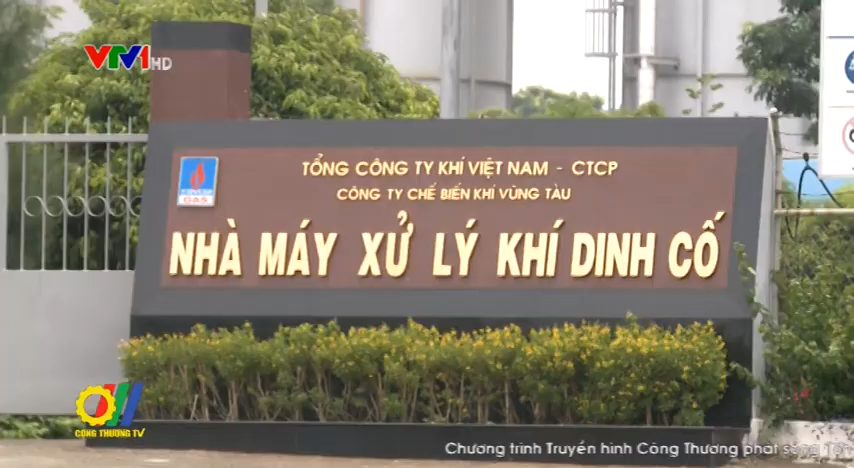 VTV1 HD
TỔNG CÔNG TY KHÍ VIỆT NAM - CTCP
CÔNG TY CHẾ BIẾN KHÍ VŨNG TÀU
GAS
NHÀ MÁY XỬ LÝ KHÍ DINH CỐ
CÔNG THƯƠNG TV
Chương trình Truyền hình Công Thương phát sóng